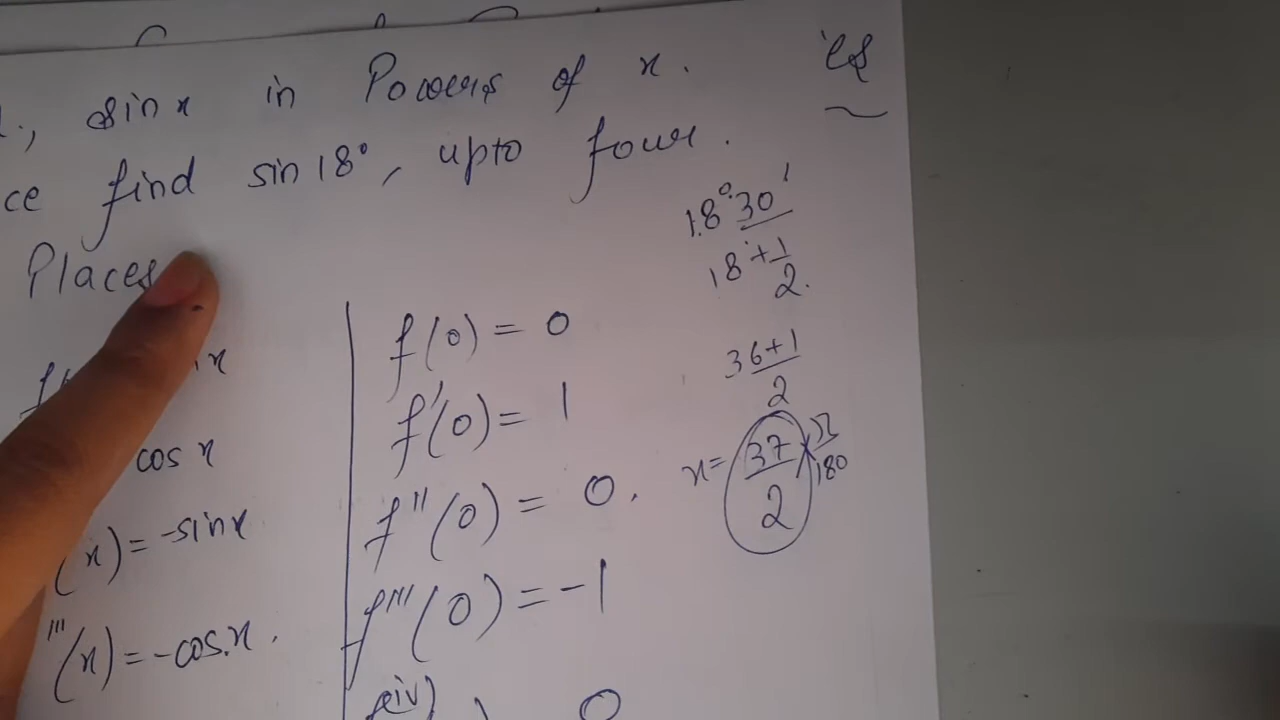 sin x in Powers of x.
ce find sin 18°, upto four.
Places
f(0) = 0
cos x
f'(0) = 1
(x) = -sin x
f''(0) = 0.
'''(x) = -cos.x.
f'''(0) = -1
18° 30'
18 + 1/2.
36+1/2
x = 37/2 × π/180